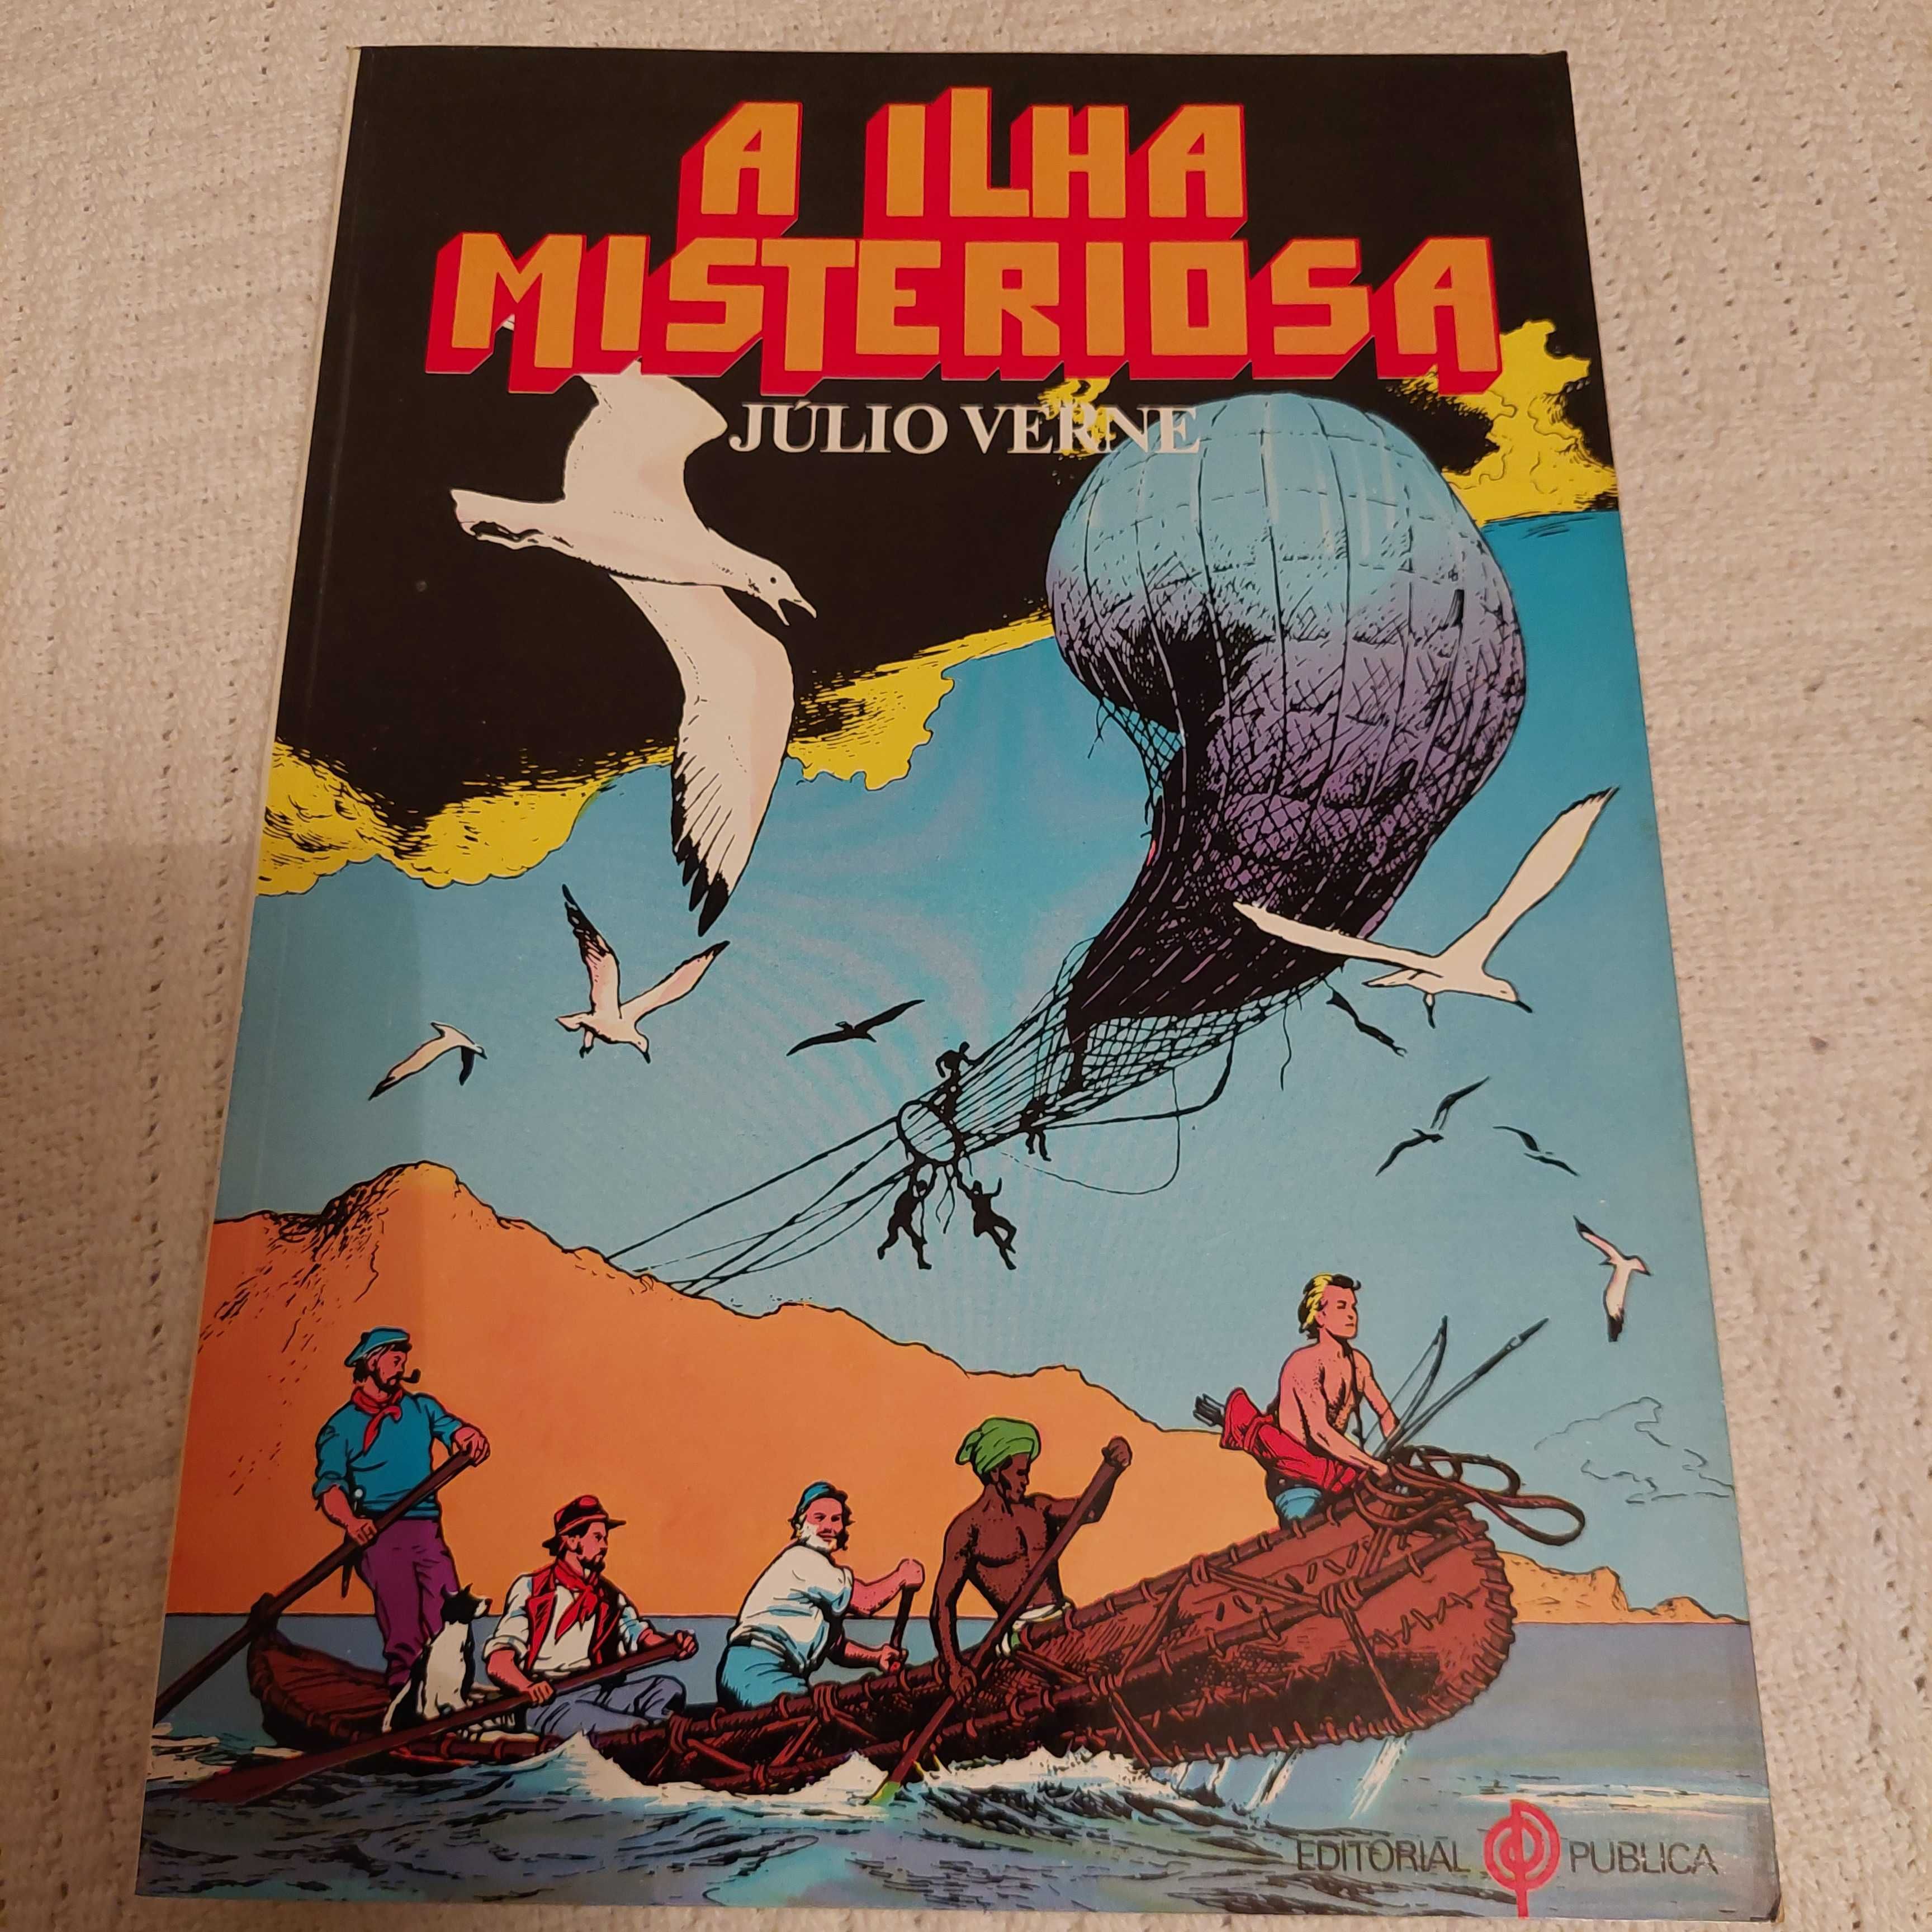 A ILHA
MISTERIOSA
JÚLIO VERNE
EDITORIAL PUBLICA